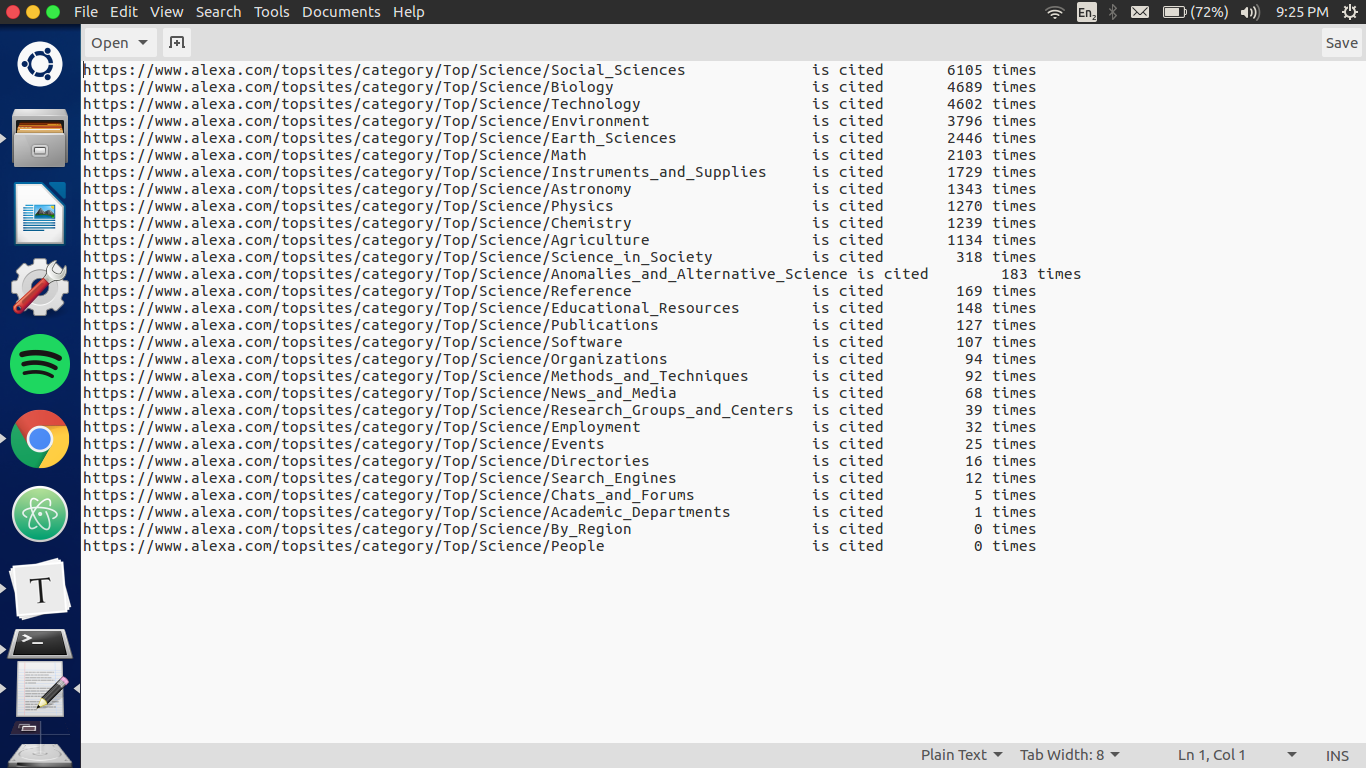 File Edit View Search Tools Documents Help En2 (72%) 9:25 PM
Open Save
https://www.alexa.com/topsites/category/Top/Science/Social_Sciences is cited 6105 times
https://www.alexa.com/topsites/category/Top/Science/Biology is cited 4689 times
https://www.alexa.com/topsites/category/Top/Science/Technology is cited 4602 times
https://www.alexa.com/topsites/category/Top/Science/Environment is cited 3796 times
https://www.alexa.com/topsites/category/Top/Science/Earth_Sciences is cited 2446 times
https://www.alexa.com/topsites/category/Top/Science/Math is cited 2103 times
https://www.alexa.com/topsites/category/Top/Science/Instruments_and_Supplies is cited 1729 times
https://www.alexa.com/topsites/category/Top/Science/Astronomy is cited 1343 times
https://www.alexa.com/topsites/category/Top/Science/Physics is cited 1270 times
https://www.alexa.com/topsites/category/Top/Science/Chemistry is cited 1239 times
https://www.alexa.com/topsites/category/Top/Science/Agriculture is cited 1134 times
https://www.alexa.com/topsites/category/Top/Science/Science_in_Society is cited 318 times
https://www.alexa.com/topsites/category/Top/Science/Anomalies_and_Alternative_Science is cited 183 times
https://www.alexa.com/topsites/category/Top/Science/Reference is cited 169 times
https://www.alexa.com/topsites/category/Top/Science/Educational_Resources is cited 148 times
https://www.alexa.com/topsites/category/Top/Science/Publications is cited 127 times
https://www.alexa.com/topsites/category/Top/Science/Software is cited 107 times
https://www.alexa.com/topsites/category/Top/Science/Organizations is cited 94 times
https://www.alexa.com/topsites/category/Top/Science/Methods_and_Techniques is cited 92 times
https://www.alexa.com/topsites/category/Top/Science/News_and_Media is cited 68 times
https://www.alexa.com/topsites/category/Top/Science/Research_Groups_and_Centers is cited 39 times
https://www.alexa.com/topsites/category/Top/Science/Employment is cited 32 times
https://www.alexa.com/topsites/category/Top/Science/Events is cited 25 times
https://www.alexa.com/topsites/category/Top/Science/Directories is cited 16 times
https://www.alexa.com/topsites/category/Top/Science/Search_Engines is cited 12 times
https://www.alexa.com/topsites/category/Top/Science/Chats_and_Forums is cited 5 times
https://www.alexa.com/topsites/category/Top/Science/Academic_Departments is cited 1 times
https://www.alexa.com/topsites/category/Top/Science/By_Region is cited 0 times
https://www.alexa.com/topsites/category/Top/Science/People is cited 0 times
T
>_
Plain Text Tab Width: 8 Ln 1, Col 1 INS